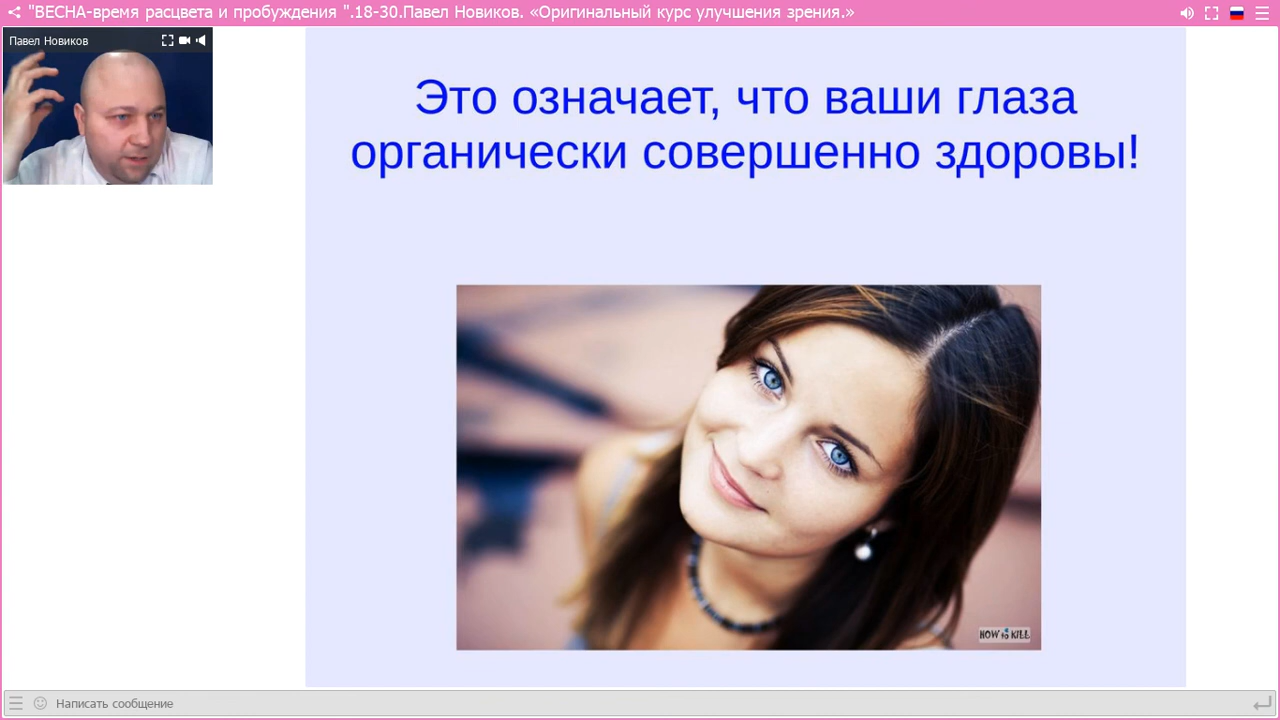 "ВЕСНА-время расцвета и пробуждения ".18-30.Павел Новиков. «Оригинальный курс улучшения зрения.»
Павел Новиков
Это означает, что ваши глаза
органически совершенно здоровы!
NOW to KILL
Написать сообщение